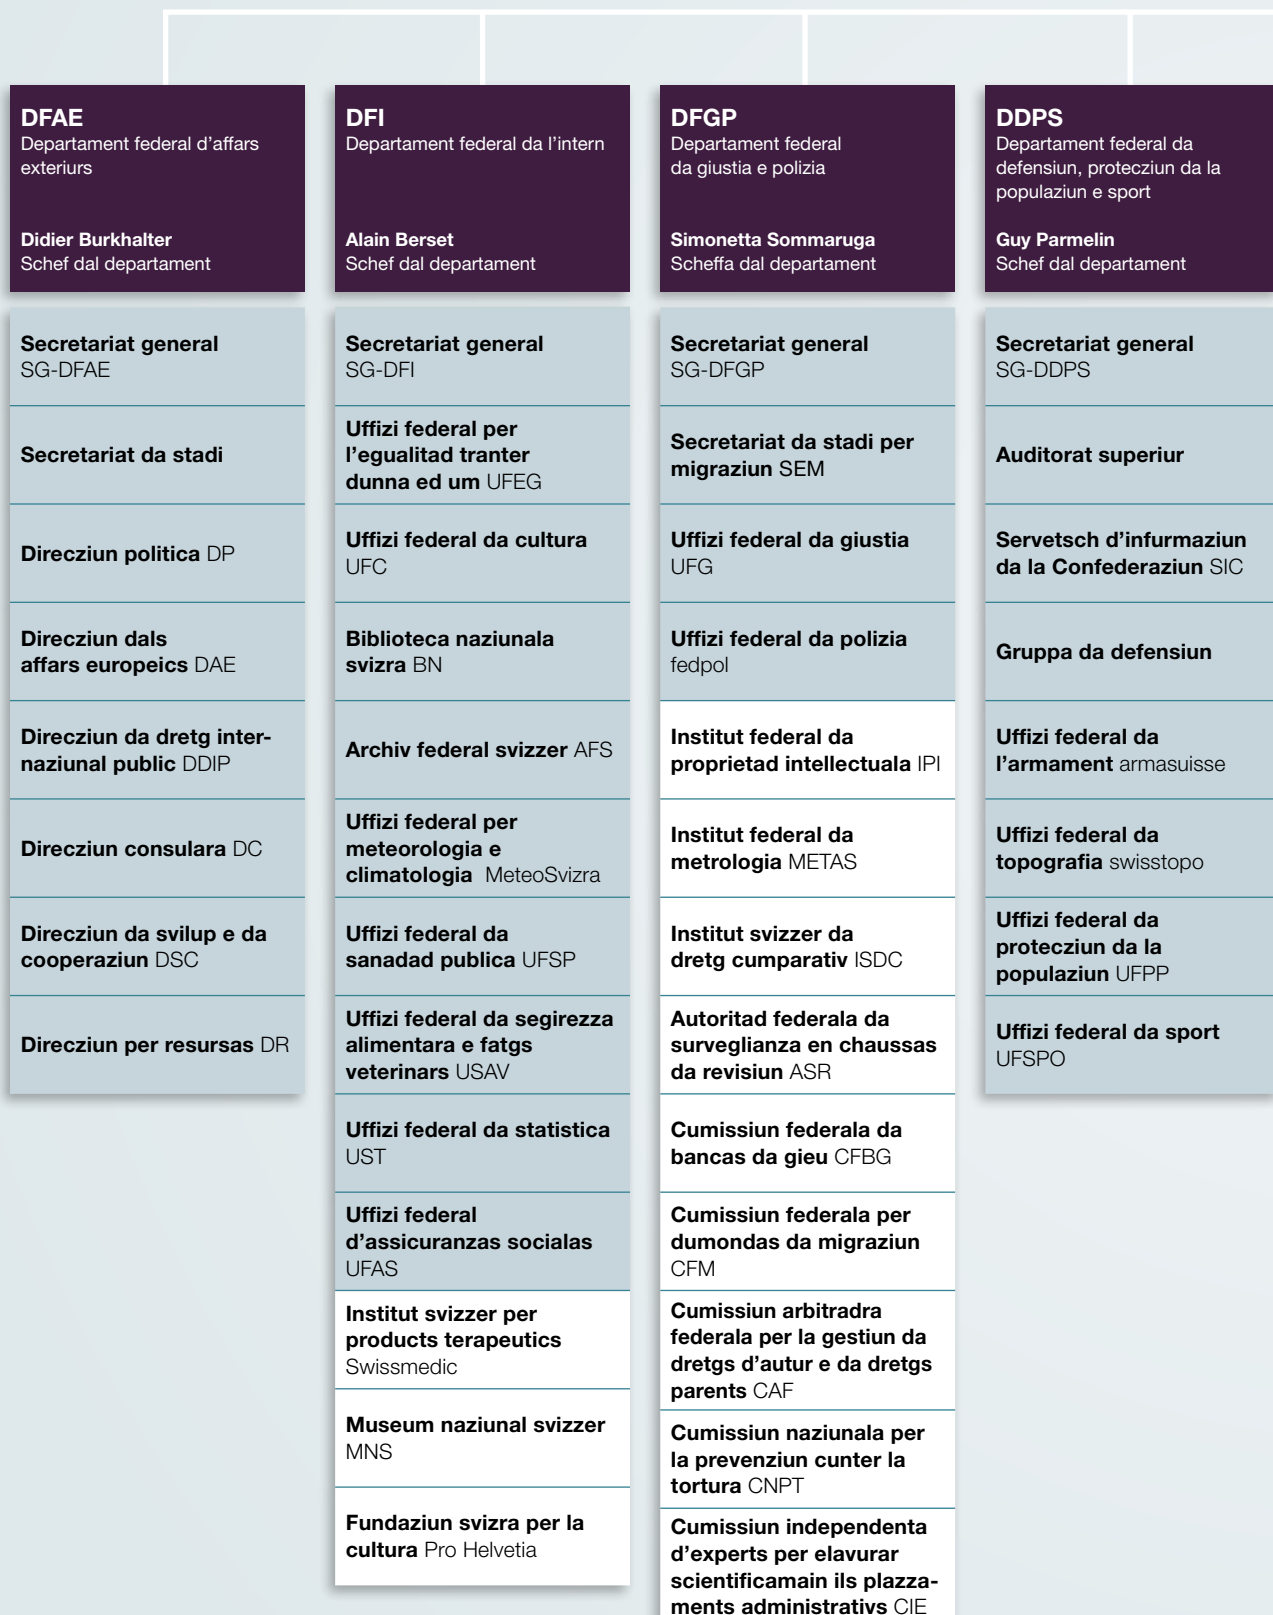 DFAE
Departament federal d’affars
exteriurs
Didier Burkhalter
Schef dal departament
Secretariat general
SG-DFAE
Secretariat da stadi
Direcziun politica DP
Direcziun dals
affars europeics DAE
Direcziun da dretg inter-
naziunal public DDIP
Direcziun consulara DC
Direcziun da svilup e da
cooperaziun DSC
Direcziun per resursas DR
DFI
Departament federal da l’intern
Alain Berset
Schef dal departament
Secretariat general
SG-DFI
Uffizi federal per
l’egualitad tranter
dunna ed um UFEG
Uffizi federal da cultura
UFC
Biblioteca naziunala
svizra BN
Archiv federal svizzer AFS
Uffizi federal per
meteorologia e
climatologia MeteoSvizra
Uffizi federal da
sanadad publica UFSP
Uffizi federal da segirezza
alimentara e fatgs
veterinars USAV
Uffizi federal da statistica
UST
Uffizi federal
d’assicuranzas socialas
UFAS
Institut svizzer per
products terapeutics
Swissmedic
Museum naziunal svizzer
MNS
Fundaziun svizra per la
cultura Pro Helvetia
DFGP
Departament federal
da giustia e polizia
Simonetta Sommaruga
Scheffa dal departament
Secretariat general
SG-DFGP
Secretariat da stadi per
migraziun SEM
Uffizi federal da giustia
UFG
Uffizi federal da polizia
fedpol
Institut federal da
proprietad intellectuala IPI
Institut federal da
metrologia METAS
Institut svizzer da
dretg cumparativ ISDC
Autoritad federala da
surveglianza en chaussas
da revisiun ASR
Cumissiun federala da
bancas da gieu CFBG
Cumissiun federala per
dumondas da migraziun
CFM
Cumissiun arbitradra
federala per la gestiun da
dretgs d’autur e da dretgs
parents CAF
Cumissiun naziunala per
la prevenziun cunter la
tortura CNPT
Cumissiun independenta
d’experts per elavurar
scientificamain ils plazza-
ments administrativs CIE
DDPS
Departament federal da
defensiun, protecziun da la
populaziun e sport
Guy Parmelin
Schef dal departament
Secretariat general
SG-DDPS
Auditorat superiur
Servetsch d’infurmaziun
da la Confederaziun SIC
Gruppa da defensiun
Uffizi federal da
l’armament armasuisse
Uffizi federal da
topografia swisstopo
Uffizi federal da
protecziun da la
populaziun UFPP
Uffizi federal da sport
UFSPO